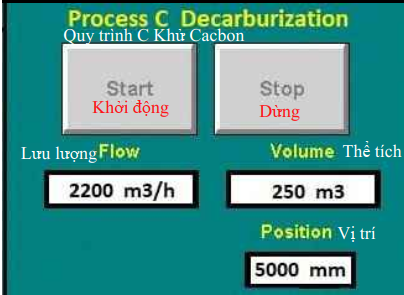 Process C Decarburization
Quy trình C Khử Cacbon
Start
Khởi động
Stop
Dừng
Lưu lượng Flow
Volume Thể tích
2200 m3/h
250 m3
Position Vị trí
5000 mm